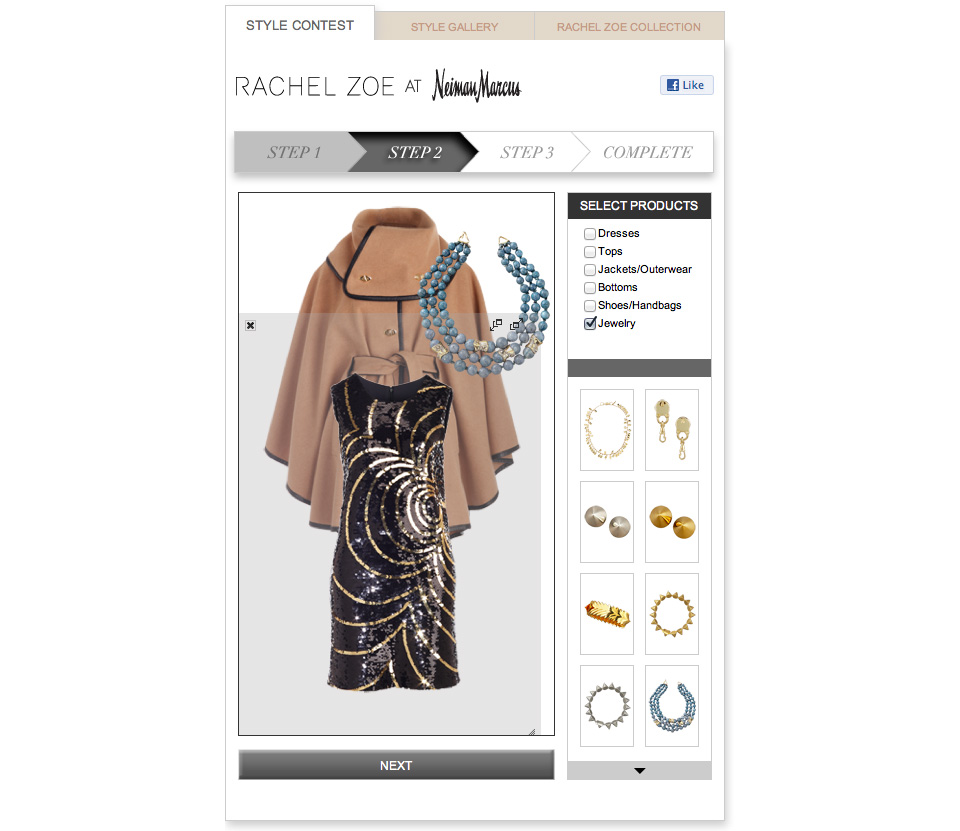 STYLE CONTEST
STYLE GALLERY
RACHEL ZOE COLLECTION
RACHEL ZOE AT Neiman Marcus
Like
STEP 1
STEP 2
STEP 3
COMPLETE
SELECT PRODUCTS
Dresses
Tops
Jackets/Outerwear
Bottoms
Shoes/Handbags
Jewelry
NEXT